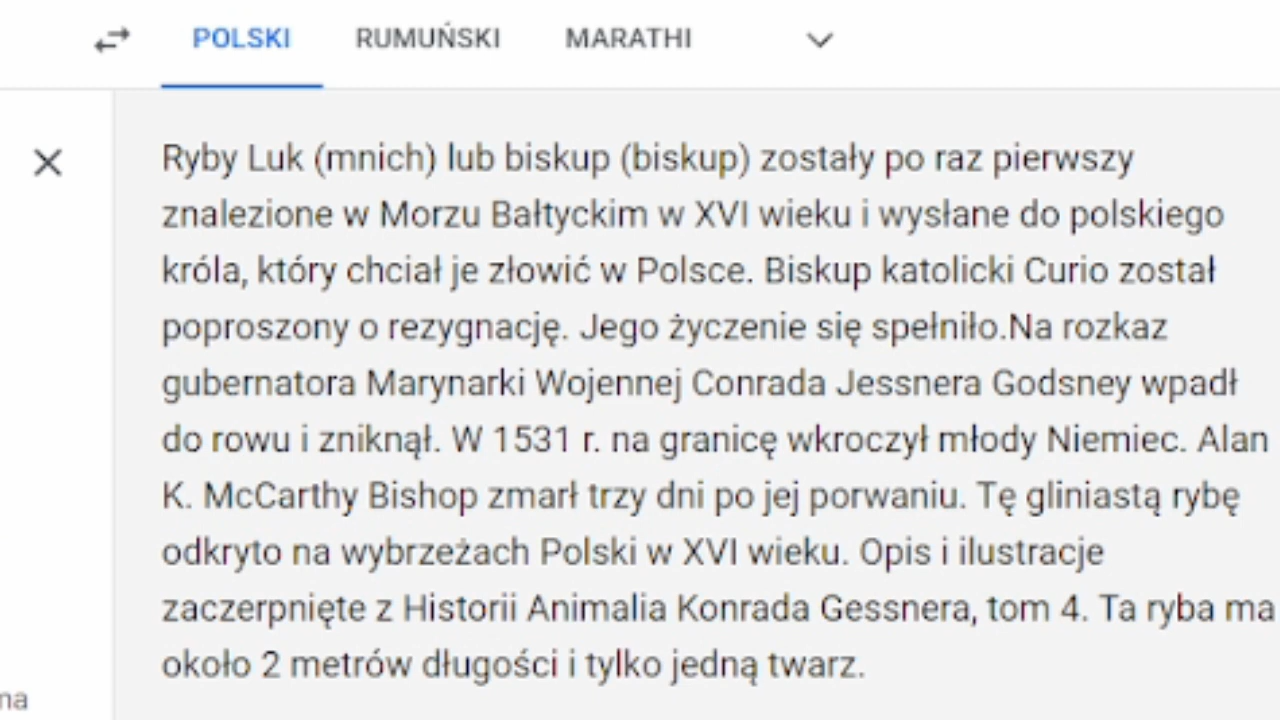 POLSKI RUMUŃSKI MARATHI
Ryby Luk (mnich) lub biskup (biskup) zostały po raz pierwszy
znalezione w Morzu Bałtyckim w XVI wieku i wysłane do polskiego
króla, który chciał je złowić w Polsce. Biskup katolicki Curio został
poproszony o rezygnację. Jego życzenie się spełniło.Na rozkaz
gubernatora Marynarki Wojennej Conrada Jessnera Godsney wpadł
do rowu i zniknął. W 1531 r. na granicę wkroczył młody Niemiec. Alan
K. McCarthy Bishop zmarł trzy dni po jej porwaniu. Tę gliniastą rybę
odkryto na wybrzeżach Polski w XVI wieku. Opis i ilustracje
zaczerpnięte z Historii Animalia Konrada Gessnera, tom 4. Ta ryba ma
około 2 metrów długości i tylko jedną twarz.
na